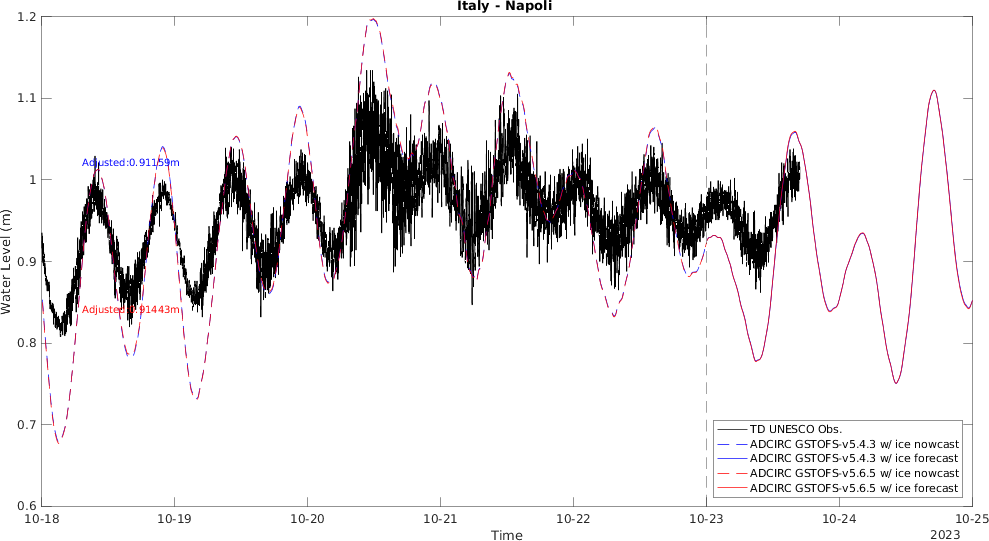 Italy - Napoli
1.2
1.1
1
0.9
0.8
0.7
0.6
Water Level (m)
Adjusted:0.91159m
Adjusted:0.91443m
TD UNESCO Obs.
ADCIRC GSTOFS-v5.4.3 w/ ice nowcast
ADCIRC GSTOFS-v5.4.3 w/ ice forecast
ADCIRC GSTOFS-v5.6.5 w/ ice nowcast
ADCIRC GSTOFS-v5.6.5 w/ ice forecast
10-18 10-19 10-20 10-21 10-22 10-23 10-24 10-25
Time
2023